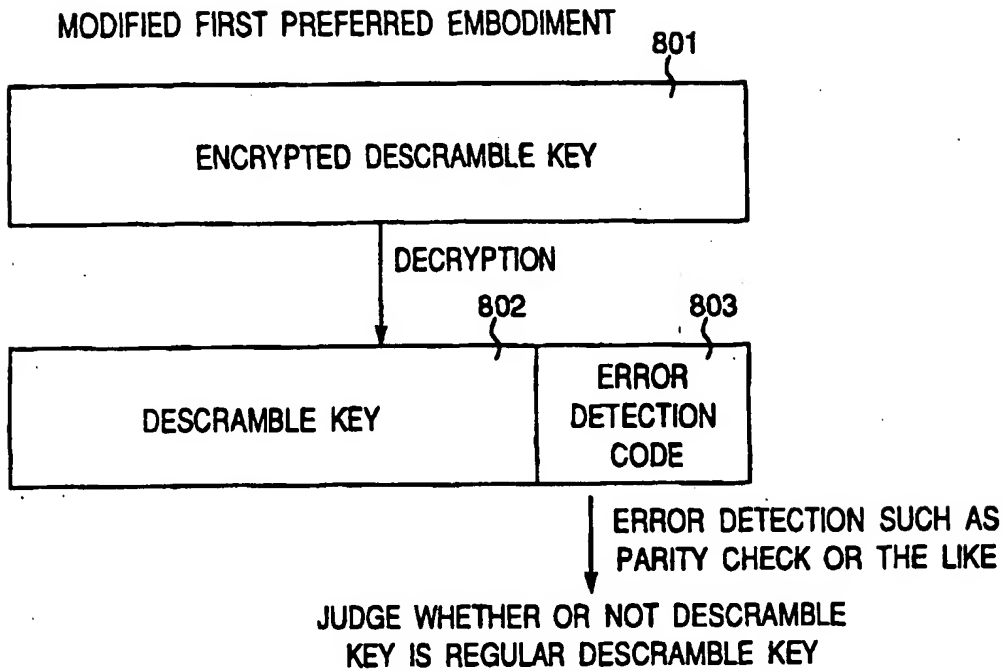 MODIFIED FIRST PREFERRED EMBODIMENT
801
ENCRYPTED DESCRAMBLE KEY
DECRYPTION
802
803
DESCRAMBLE KEY
ERROR
DETECTION
CODE
ERROR DETECTION SUCH AS
PARITY CHECK OR THE LIKE
JUDGE WHETHER OR NOT DESCRAMBLE
KEY IS REGULAR DESCRAMBLE KEY